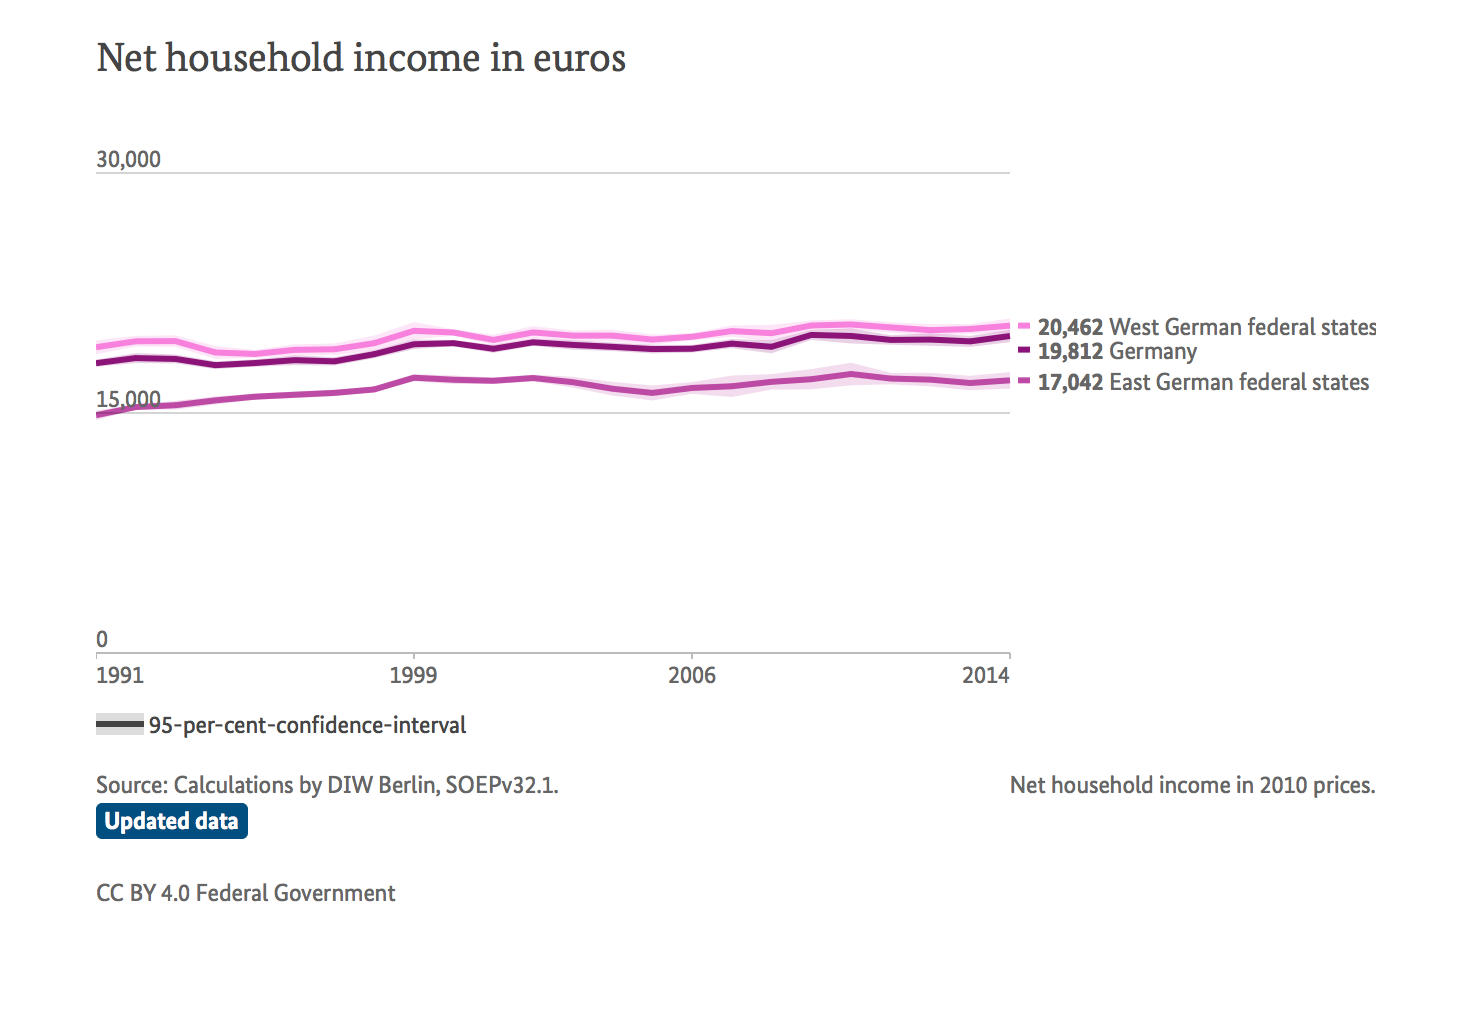 Net household income in euros
30,000
20,462 West German federal states
19,812 Germany
17,042 East German federal states
15,000
0
1991 1999 2006 2014
95-per-cent-confidence-interval
Source: Calculations by DIW Berlin, SOEPv32.1. Net household income in 2010 prices.
Updated data
CC BY 4.0 Federal Government